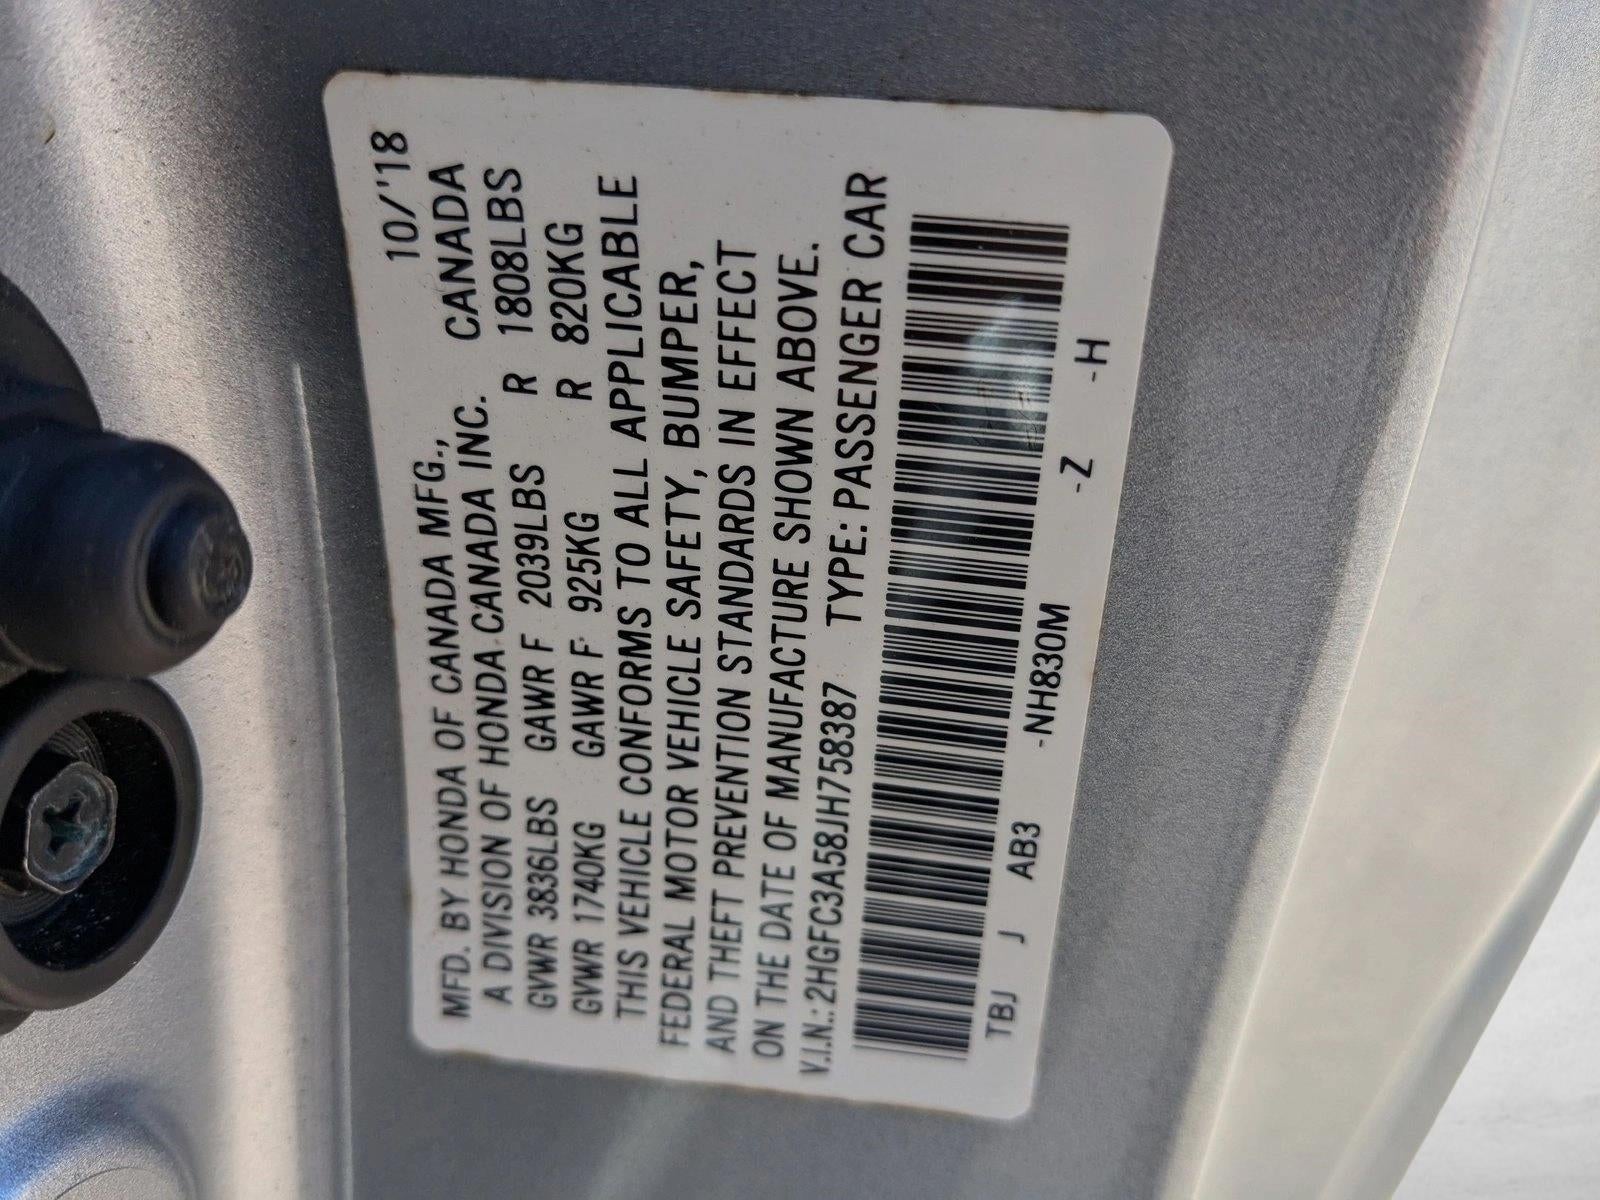 MFD. BY HONDA OF CANADA MFG., 10/'18
A DIVISION OF HONDA CANADA INC. CANADA
GVWR 3836LBS GAWR F 2039LBS R 1808LBS
GVWR 1740KG GAWR F 925KG R 820KG
THIS VEHICLE CONFORMS TO ALL APPLICABLE
FEDERAL MOTOR VEHICLE SAFETY, BUMPER,
AND THEFT PREVENTION STANDARDS IN EFFECT
ON THE DATE OF MANUFACTURE SHOWN ABOVE.
V.I.N.:2HGFC3A58JH758387 TYPE: PASSENGER CAR
TBJ J AB3 -NH830M -Z -H